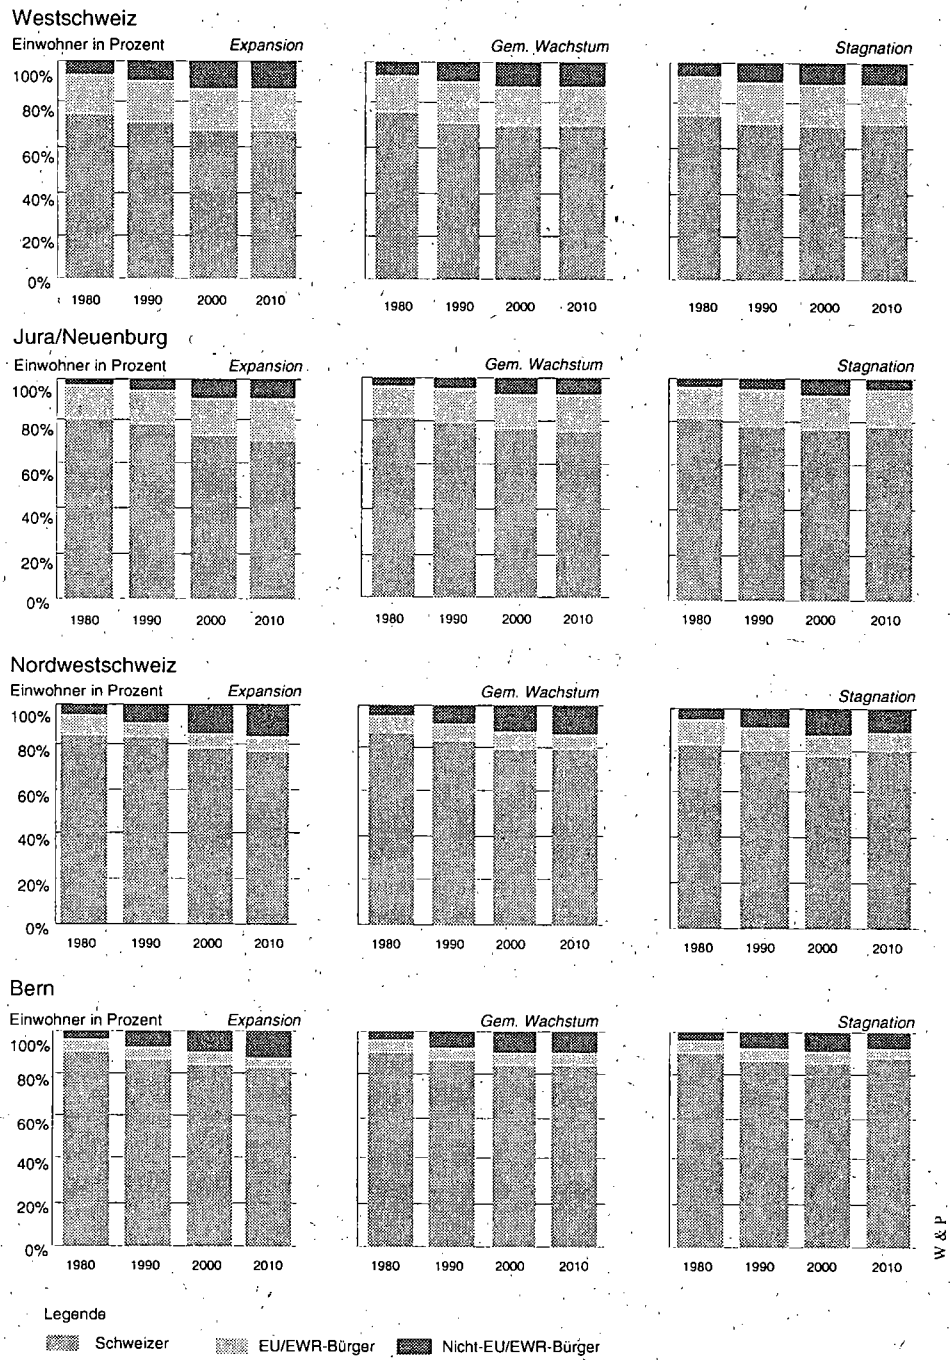 Westschweiz
Einwohner in Prozent Expansion Gem. Wachstum Stagnation
100%
80%
60%
40%
20%
0%
1980 1990 2000 2010 1980 1990 2000 2010 1980 1990 2000 2010
Jura/Neuenburg
Einwohner in Prozent Expansion Gem. Wachstum Stagnation
100%
80%
60%
40%
20%
0%
1980 1990 2000 2010 1980 1990 2000 2010 1980 1990 2000 2010
Nordwestschweiz
Einwohner in Prozent Expansion Gem. Wachstum Stagnation
100%
80%
60%
40%
20%
0%
1980 1990 2000 2010 1980 1990 2000 2010 1980 1990 2000 2010
Bern
Einwohner in Prozent Expansion Gem. Wachstum Stagnation
100%
80%
60%
40%
20%
0%
1980 1990 2000 2010 1980 1990 2000 2010 1980 1990 2000 2010
W & P
Legende
Schweizer EU/EWR-Bürger Nicht-EU/EWR-Bürger